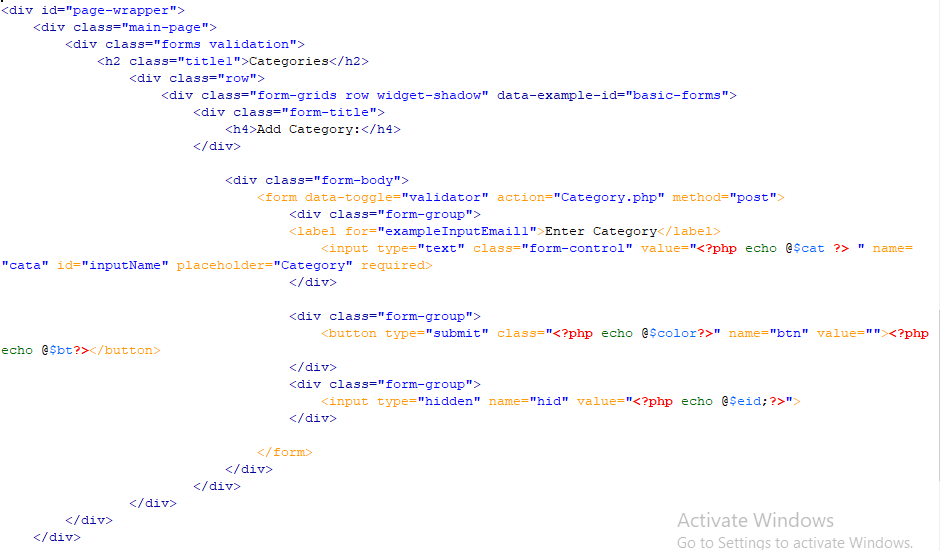 <div id="page-wrapper">
<div class="main-page">
<div class="forms validation">
<h2 class="title1">Categories</h2>
<div class="row">
<div class="form-grids row widget-shadow" data-example-id="basic-forms">
<div class="form-title">
<h4>Add Category:</h4>
</div>
<div class="form-body">
<form data-toggle="validator" action="Category.php" method="post">
<div class="form-group">
<label for="exampleInputEmail1">Enter Category</label>
<input type="text" class="form-control" value="<?php echo @$cat ?> " name=
"cata" id="inputName" placeholder="Category" required>
</div>
<div class="form-group">
<button type="submit" class="<?php echo @$color?>" name="btn" value=""><?php
echo @$bt?></button>
</div>
<div class="form-group">
<input type="hidden" name="hid" value="<?php echo @$eid;?>">
</div>
</form>
</div>
</div>
</div>
</div>
</div>
Activate Windows
Go to Settings to activate Windows.